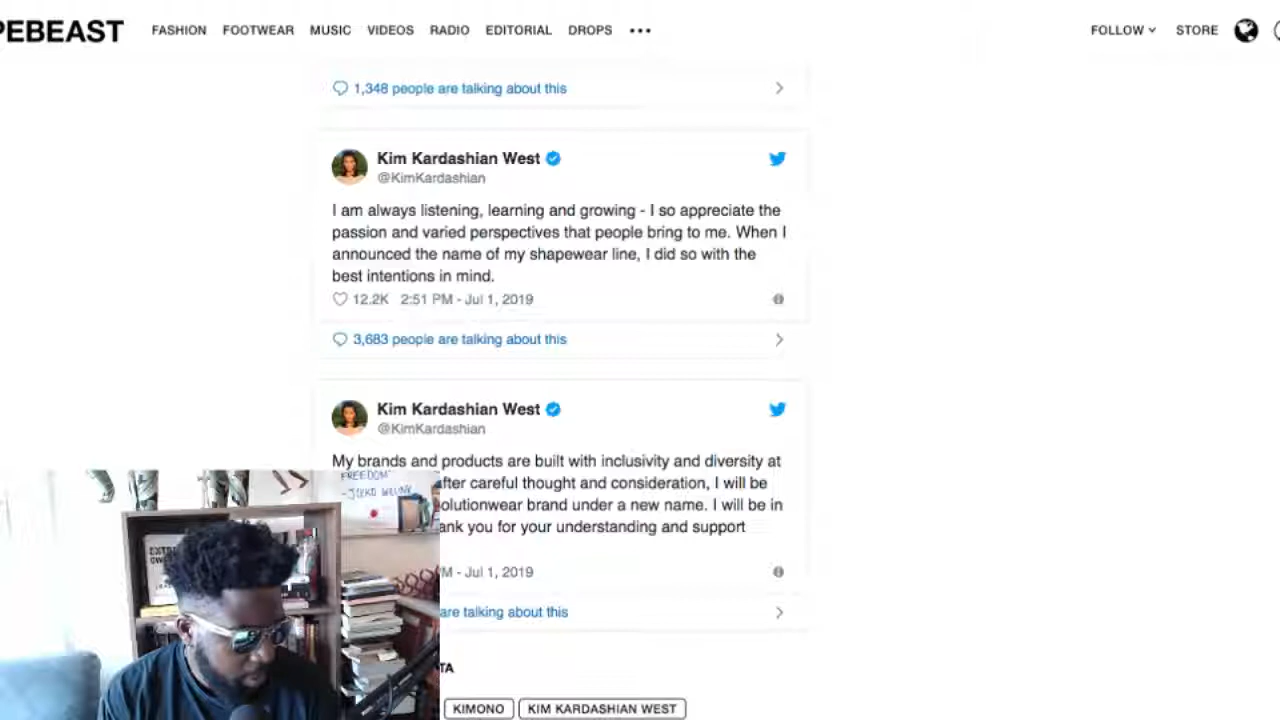 PEBEAST FASHION FOOTWEAR MUSIC VIDEOS RADIO EDITORIAL DROPS ••• FOLLOW STORE
1,348 people are talking about this
Kim Kardashian West
@KimKardashian
I am always listening, learning and growing - I so appreciate the
passion and varied perspectives that people bring to me. When I
announced the name of my shapewear line, I did so with the
best intentions in mind.
12.2K 2:51 PM - Jul 1, 2019
3,683 people are talking about this
Kim Kardashian West
@KimKardashian
My brands and products are built with inclusivity and diversity at
fter careful thought and consideration, I will be
olutionwear brand under a new name. I will be in
ank you for your understanding and support
M - Jul 1, 2019
are talking about this
TA
KIMONO KIM KARDASHIAN WEST
FREEDOM"